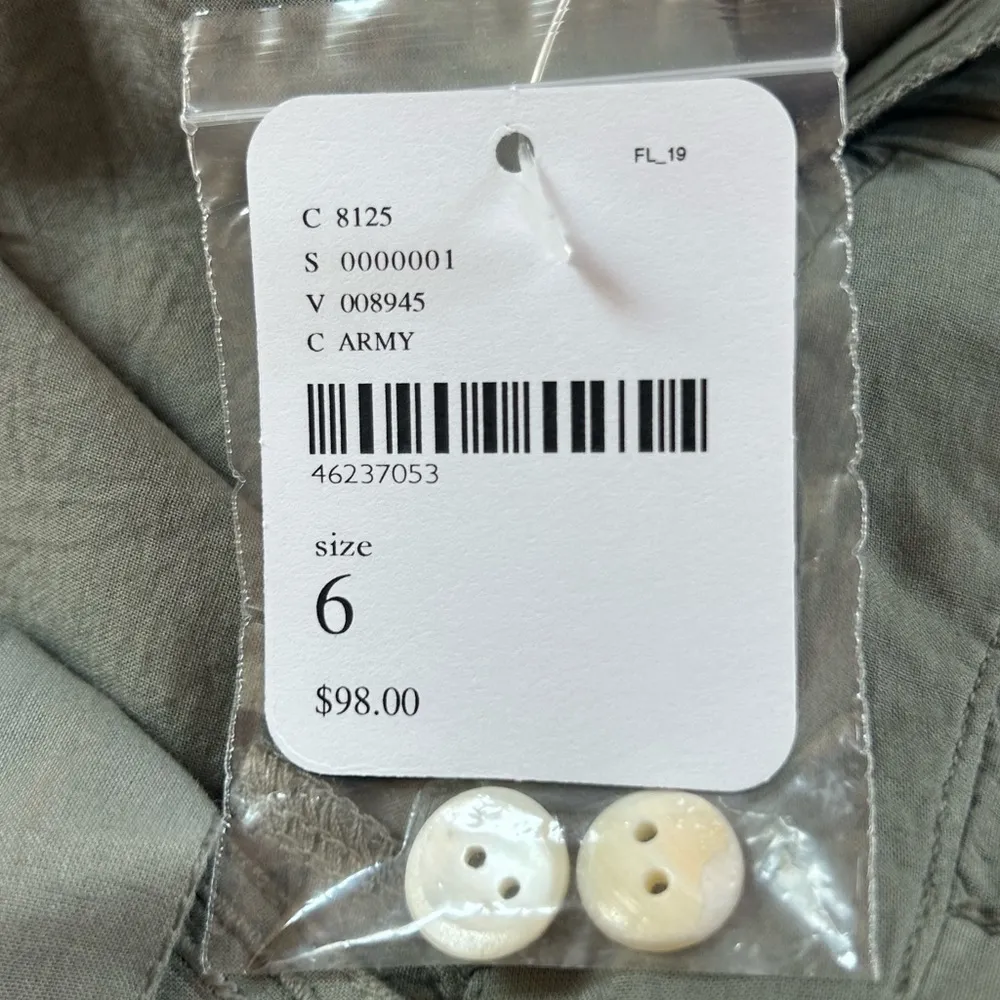 FL_19
C 8125
S 0000001
V 008945
C ARMY
46237053
size
6
$98.00